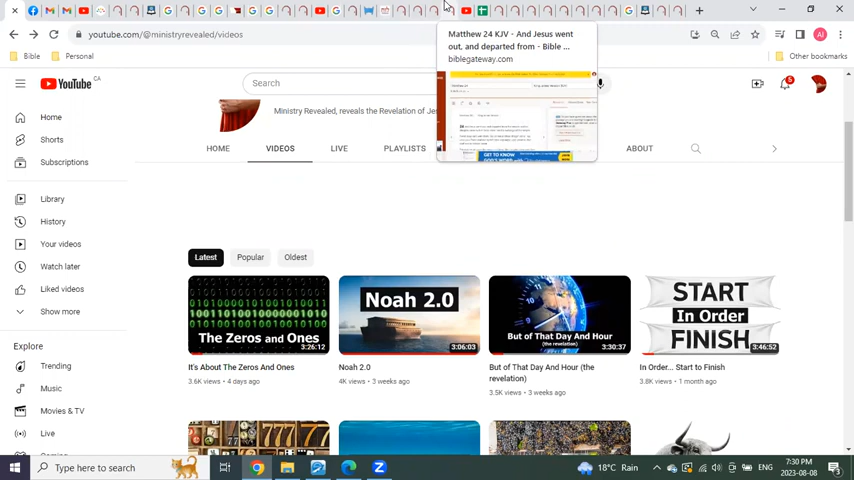 youtube.com/@ministryrevealed/videos
Bible
Personal
Other bookmarks
Matthew 24 KJV - And Jesus went
out, and departed from - Bible ...
biblegateway.com
GET TO KNOW
YouTube
CA
Search
5
AI
Ministry Revealed, reveals the Revelation of Jes
HOME
VIDEOS
LIVE
PLAYLISTS
ABOUT
Home
Shorts
Subscriptions
Library
History
Your videos
Watch later
Liked videos
Show more
Explore
Trending
Music
Movies & TV
Live
Latest
Popular
Oldest
The Zeros and Ones
3:26:12
It's About The Zeros And Ones
3.6K views • 4 days ago
Noah 2.0
3:06:03
Noah 2.0
4K views • 3 weeks ago
But of That Day And Hour
(the revelation)
3:30:37
But of That Day And Hour (the
revelation)
3.5K views • 3 weeks ago
START
In Order
FINISH
3:46:52
In Order... Start to Finish
3.8K views • 1 month ago
Type here to search
18°C Rain
ENG
7:30 PM
2023-08-08
3